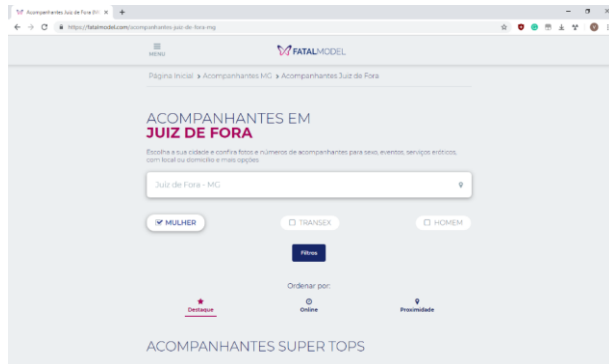 Acompanhantes Juiz de Fora (MG
https://fatalmodel.com/acompanhantes-juiz-de-fora-mg
MENU
FATALMODEL
Página Inicial > Acompanhantes MG > Acompanhantes Juiz de Fora
ACOMPANHANTES EM
JUIZ DE FORA
Escolha a sua cidade e confira fotos e números de acompanhantes para sexo, eventos, serviços eróticos,
com local ou domicílio e mais opções.
Juiz de Fora - MG
MULHER
TRANSEX
HOMEM
Filtros
Ordenar por:
Destaque
Online
Proximidade
ACOMPANHANTES SUPER TOPS